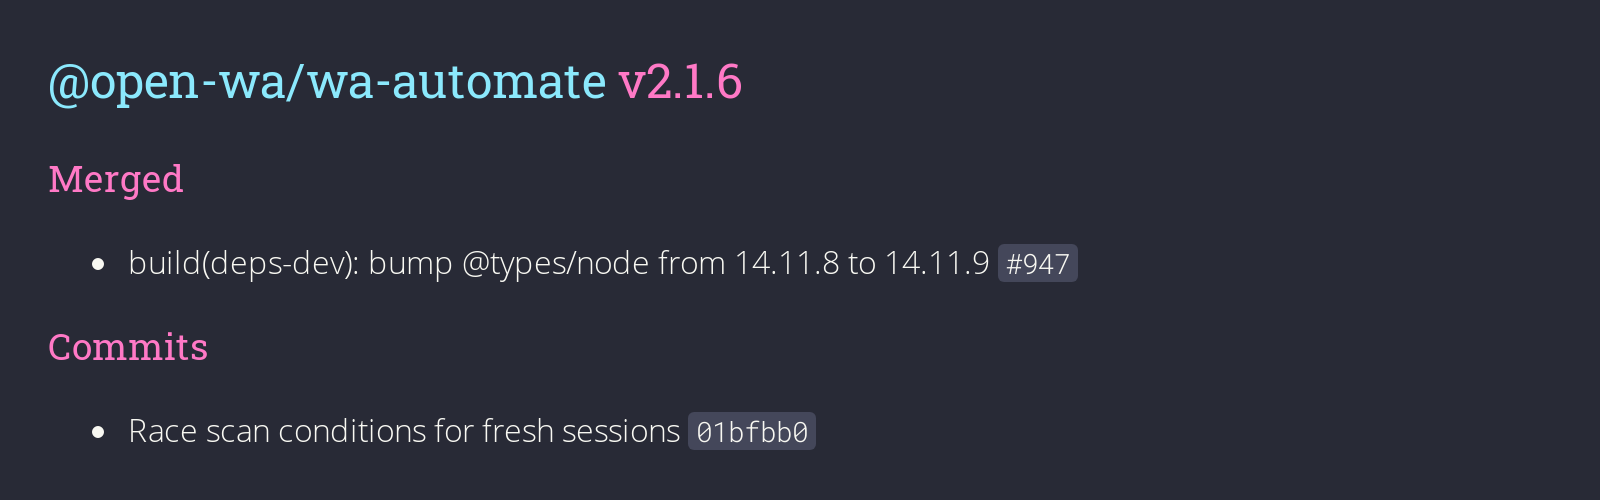 @open-wa/wa-automate v2.1.6
Merged
build(deps-dev): bump @types/node from 14.11.8 to 14.11.9 #947
Commits
Race scan conditions for fresh sessions 01bfbb0